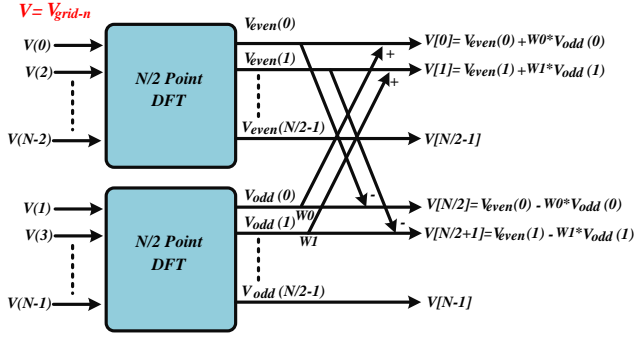 V= Vgrid-n
Veven(0)
V(0)
V[0]= Veven(0) +W0*Vodd (0)
+
V(2)
Veven(1)
V[1]= Veven(1) +W1*Vodd (1)
+
N/2 Point
DFT
Veven(N/2-1)
V(N-2)
V[N/2-1]
V(1)
Vodd (0)
W0
-
V[N/2]=Veven(0) - W0*Vodd (0)
V(3)
Vodd (1)
W1
-
V[N/2+1]=Veven(1) - W1*Vodd (1)
N/2 Point
DFT
Vodd (N/2-1)
V(N-1)
V[N-1]